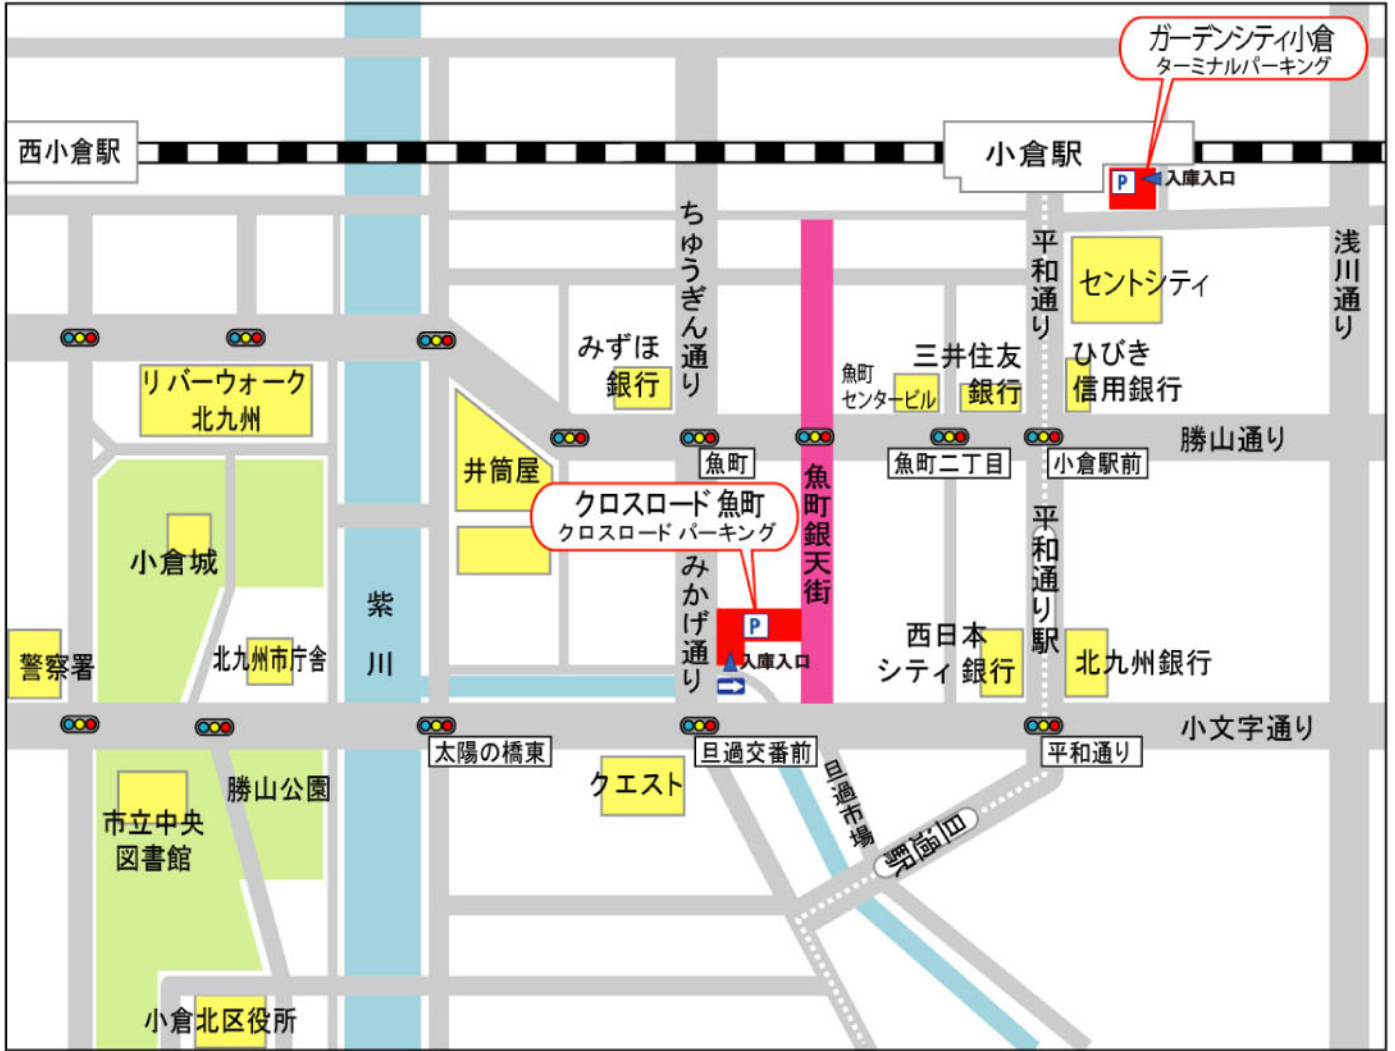 ガーデンシティ小倉
ターミナルパーキング
西小倉駅
小倉駅
P
入庫入口
ちゅうぎん通り
平和通り
浅川通り
セントシティ
みずほ
銀行
魚町
センタービル
三井住友
銀行
ひびき
信用銀行
リバーウォーク
北九州
勝山通り
魚町
魚町二丁目
小倉駅前
井筒屋
クロスロード 魚町
クロスロード パーキング
魚町銀天街
小倉城
みかげ通り
平和通り駅
紫川
P
入庫入口
警察署
北九州市庁舎
西日本
シティ 銀行
北九州銀行
小文字通り
太陽の橋東
旦過交番前
平和通り
クエスト
旦過市場
旦過駅
勝山公園
市立中央
図書館
小倉北区役所